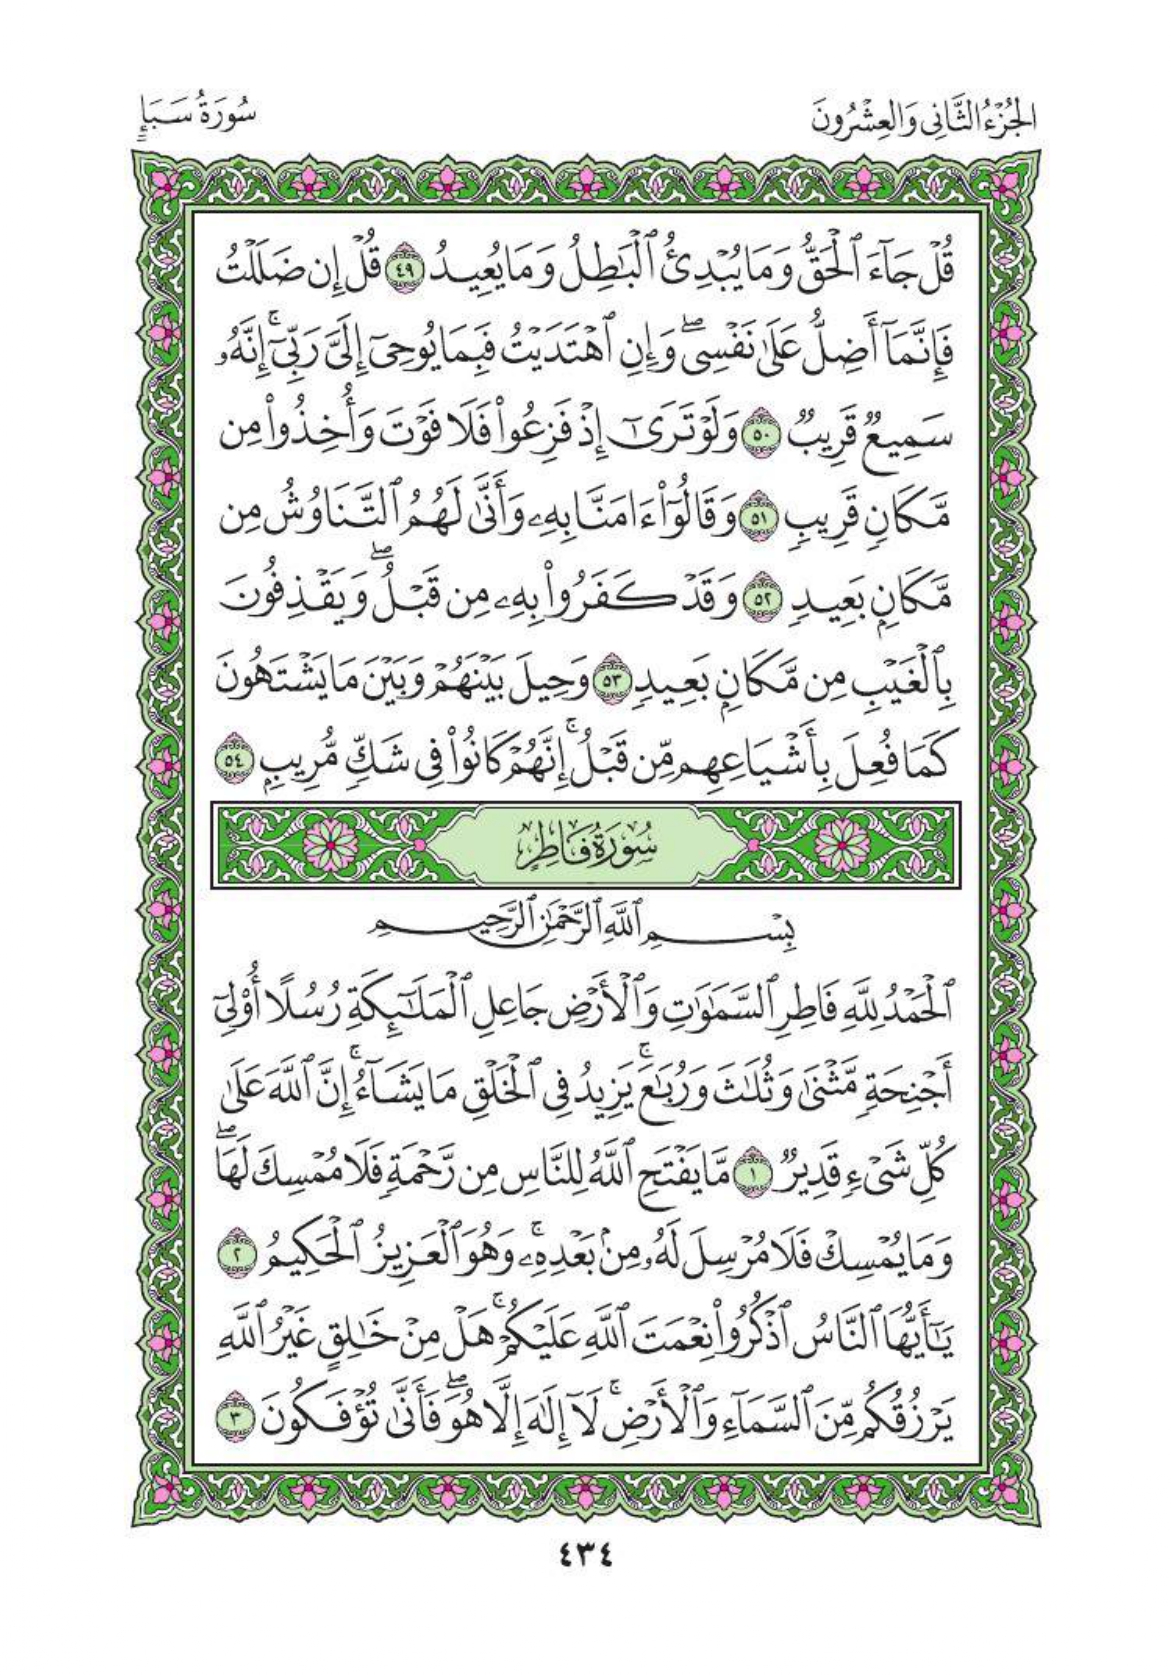 الجُزْءُ الثَّانِي وَالعِشْرُونَ
سُورَةُ سَبَإٍ
قُلْ جَآءَ ٱلْحَقُّ وَمَا يُبْدِئُ ٱلْبَٰطِلُ وَمَا يُعِيدُ ٤٩ قُلْ إِن ضَلَلْتُ
فَإِنَّمَآ أَضِلُّ عَلَىٰ نَفْسِىۖ وَإِنِ ٱهْتَدَيْتُ فَبِمَا يُوحِىٓ إِلَىَّ رَبِّىٓۚ إِنَّهُۥ
سَمِيعٌ قَرِيبٌ ٥٠ وَلَوْ تَرَىٰٓ إِذْ فَزِعُوا۟ فَلَا فَوْتَ وَأُخِذُوا۟ مِن
مَّكَانٍ قَرِيبٍ ٥١ وَقَالُوٓا۟ ءَامَنَّا بِهِۦ وَأَنَّىٰ لَهُمُ ٱلتَّنَاوُشُ مِن
مَّكَانٍۭ بَعِيدٍ ٥٢ وَقَدْ كَفَرُوا۟ بِهِۦ مِن قَبْلُۖ وَيَقْذِفُونَ
بِٱلْغَيْبِ مِن مَّكَانٍۭ بَعِيدٍ ٥٣ وَحِيلَ بَيْنَهُمْ وَبَيْنَ مَا يَشْتَهُونَ
كَمَا فُعِلَ بِأَشْيَاعِهِم مِّن قَبْلُۚ إِنَّهُمْ كَانُوا۟ فِى شَكٍّ مُّرِيبٍۭ ٥٤
سُورَةُ فَاطِرٍ
بِسْمِ ٱللَّهِ ٱلرَّحْمَٰنِ ٱلرَّحِيمِ
ٱلْحَمْدُ لِلَّهِ فَاطِرِ ٱلسَّمَٰوَٰتِ وَٱلْأَرْضِ جَاعِلِ ٱلْمَلَٰٓئِكَةِ رُسُلًا أُو۟لِىٓ
أَجْنِحَةٍ مَّثْنَىٰ وَثُلَٰثَ وَرُبَٰعَۚ يَزِيدُ فِى ٱلْخَلْقِ مَا يَشَآءُۚ إِنَّ ٱللَّهَ عَلَىٰ
كُلِّ شَىْءٍ قَدِيرٌ ١ مَّا يَفْتَحِ ٱللَّهُ لِلنَّاسِ مِن رَّحْمَةٍ فَلَا مُمْسِكَ لَهَاۖ
وَمَا يُمْسِكْ فَلَا مُرْسِلَ لَهُۥ مِنۢ بَعْدِهِۦۚ وَهُوَ ٱلْعَزِيزُ ٱلْحَكِيمُ ٢
يَٰٓأَيُّهَا ٱلنَّاسُ ٱذْكُرُوا۟ نِعْمَتَ ٱللَّهِ عَلَيْكُمْۚ هَلْ مِنْ خَٰلِقٍ غَيْرُ ٱللَّهِ
يَرْزُقُكُم مِّنَ ٱلسَّمَآءِ وَٱلْأَرْضِۚ لَآ إِلَٰهَ إِلَّا هُوَۖ فَأَنَّىٰ تُؤْفَكُونَ ٣
٤٣٤